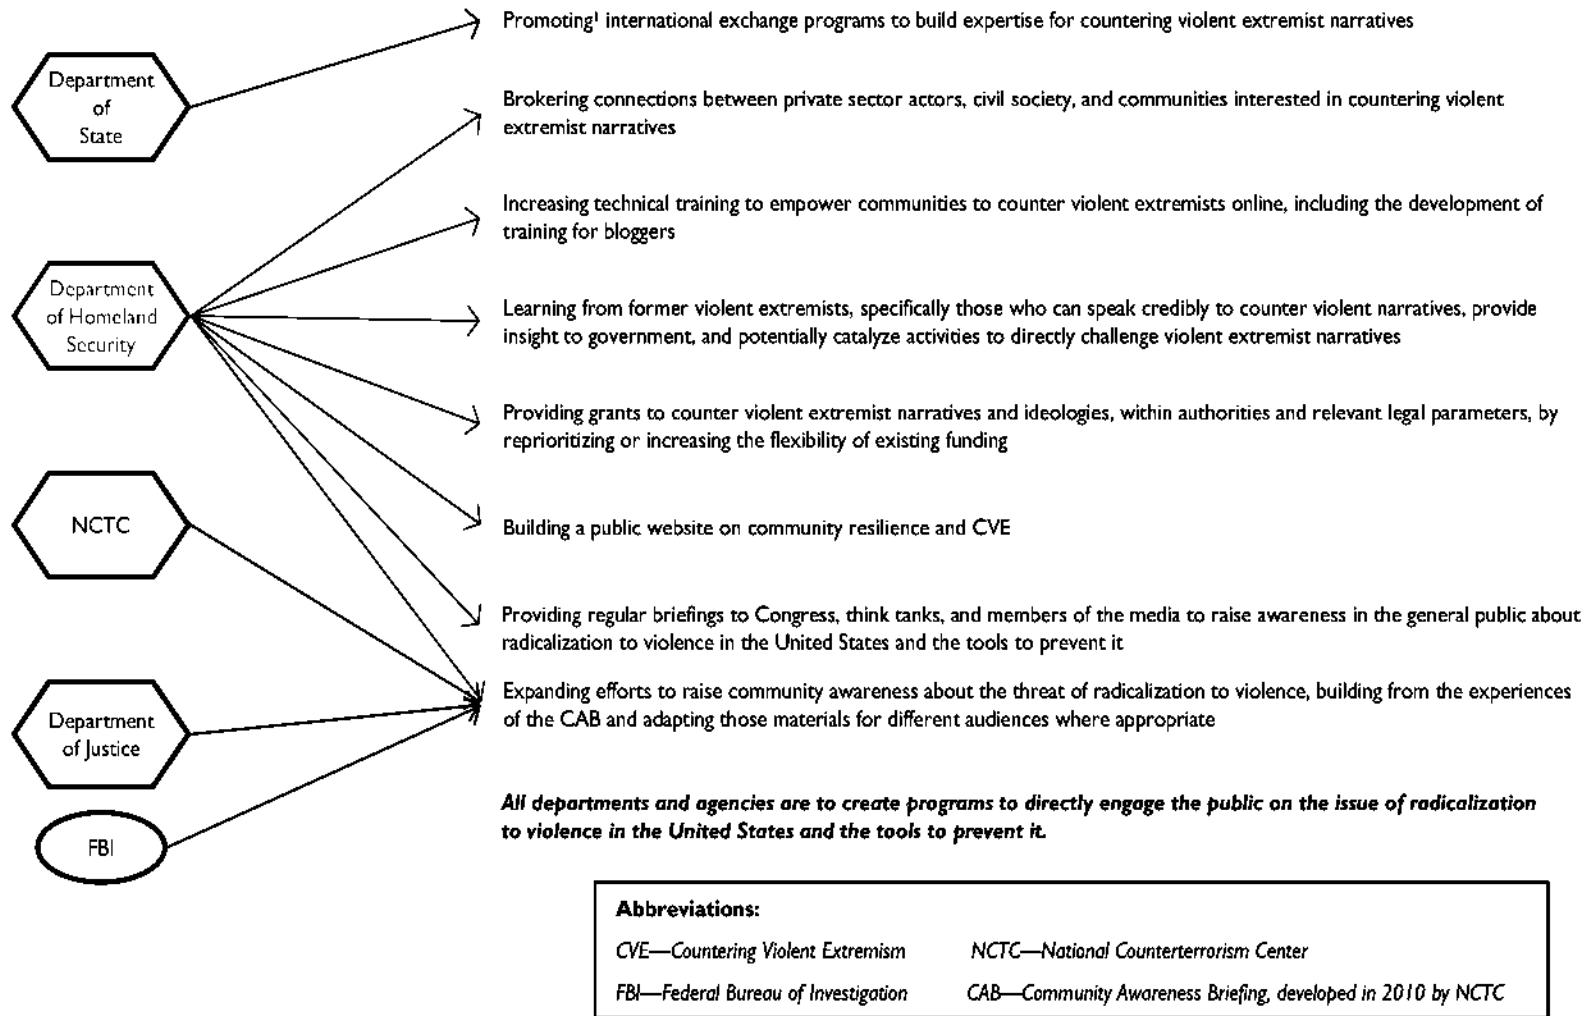 Promoting¹ international exchange programs to build expertise for countering violent extremist narratives
Department
of
State
Brokering connections between private sector actors, civil society, and communities interested in countering violent
extremist narratives
Increasing technical training to empower communities to counter violent extremists online, including the development of
training for bloggers
Department
of Homeland
Security
Learning from former violent extremists, specifically those who can speak credibly to counter violent narratives, provide
insight to government, and potentially catalyze activities to directly challenge violent extremist narratives
Providing grants to counter violent extremist narratives and ideologies, within authorities and relevant legal parameters, by
reprioritizing or increasing the flexibility of existing funding
NCTC
Building a public website on community resilience and CVE
Providing regular briefings to Congress, think tanks, and members of the media to raise awareness in the general public about
radicalization to violence in the United States and the tools to prevent it
Department
of Justice
Expanding efforts to raise community awareness about the threat of radicalization to violence, building from the experiences
of the CAB and adapting those materials for different audiences where appropriate
FBI
All departments and agencies are to create programs to directly engage the public on the issue of radicalization
to violence in the United States and the tools to prevent it.
Abbreviations:
CVE—Countering Violent Extremism NCTC—National Counterterrorism Center
FBI—Federal Bureau of Investigation CAB—Community Awareness Briefing, developed in 2010 by NCTC